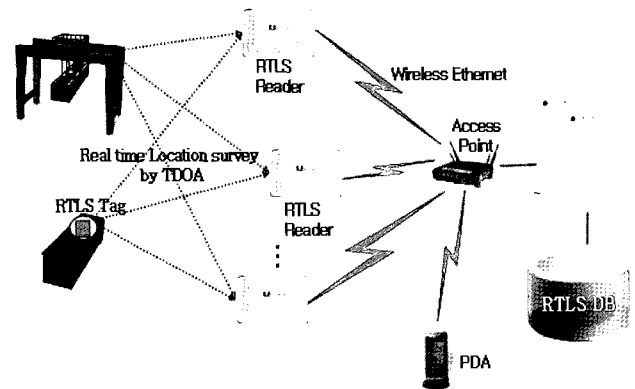 RTLS
Reader
Wireless Ethernet
Access
Point
Real time Location survey
by TDOA
RTLS Tag
RTLS
Reader
RTLS DB
PDA